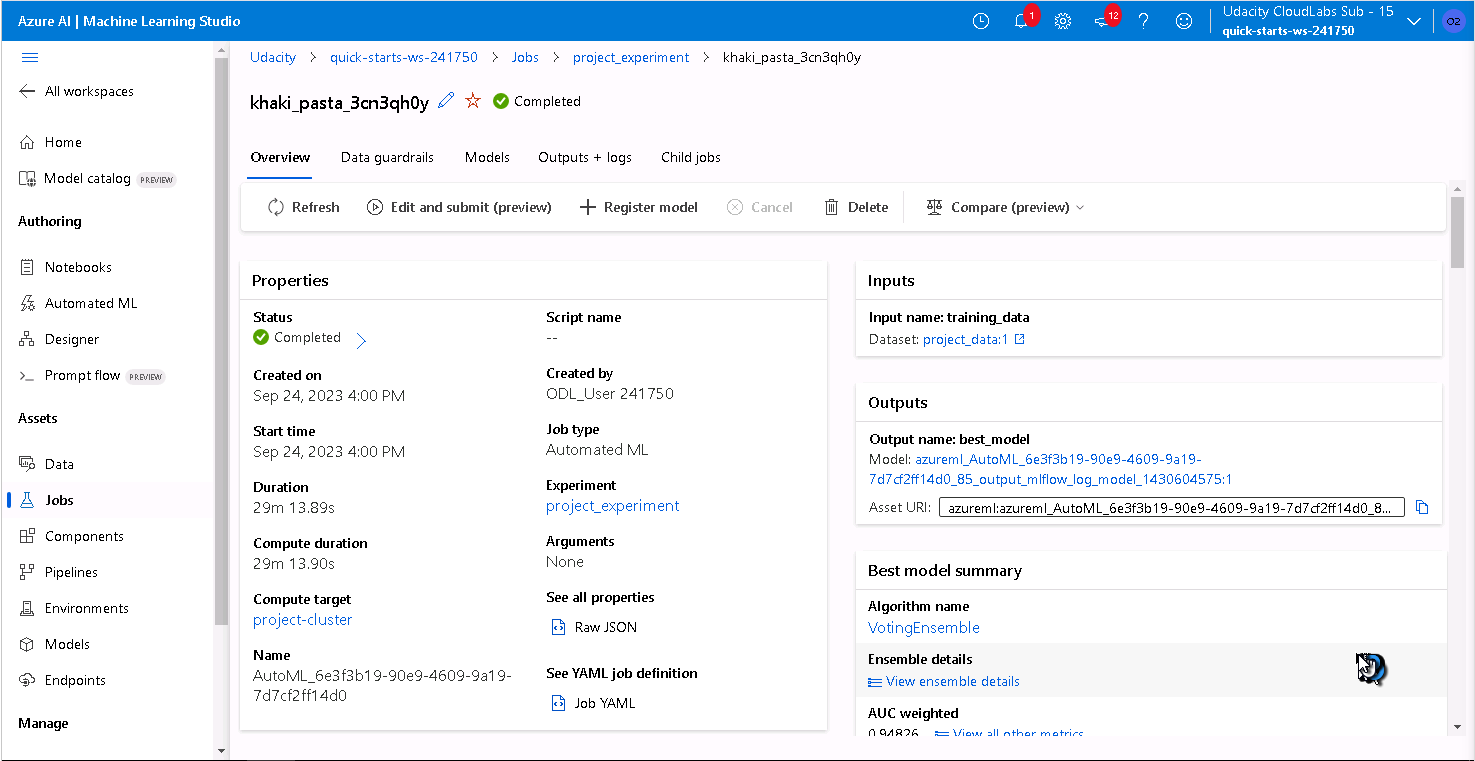 Azure AI | Machine Learning Studio
1
12
Udacity CloudLabs Sub - 15
quick-starts-ws-241750
O2
All workspaces
Home
Model catalog PREVIEW
Authoring
Notebooks
Automated ML
Designer
Prompt flow PREVIEW
Assets
Data
Jobs
Components
Pipelines
Environments
Models
Endpoints
Manage
Udacity > quick-starts-ws-241750 > Jobs > project_experiment > khaki_pasta_3cn3qh0y
khaki_pasta_3cn3qh0y Completed
Overview Data guardrails Models Outputs + logs Child jobs
Refresh Edit and submit (preview) Register model Cancel Delete Compare (preview)
Properties
Status
Completed
Created on
Sep 24, 2023 4:00 PM
Start time
Sep 24, 2023 4:00 PM
Duration
29m 13.89s
Compute duration
29m 13.90s
Compute target
project-cluster
Name
AutoML_6e3f3b19-90e9-4609-9a19-
7d7cf2ff14d0
Script name
--
Created by
ODL_User 241750
Job type
Automated ML
Experiment
project_experiment
Arguments
None
See all properties
Raw JSON
See YAML job definition
Job YAML
Inputs
Input name: training_data
Dataset: project_data:1
Outputs
Output name: best_model
Model: azureml_AutoML_6e3f3b19-90e9-4609-9a19-
7d7cf2ff14d0_85_output_mlflow_log_model_1430604575:1
Asset URI: azureml:azureml_AutoML_6e3f3b19-90e9-4609-9a19-7d7cf2ff14d0_8...
Best model summary
Algorithm name
VotingEnsemble
Ensemble details
View ensemble details
AUC weighted
0.94826 View all other metrics